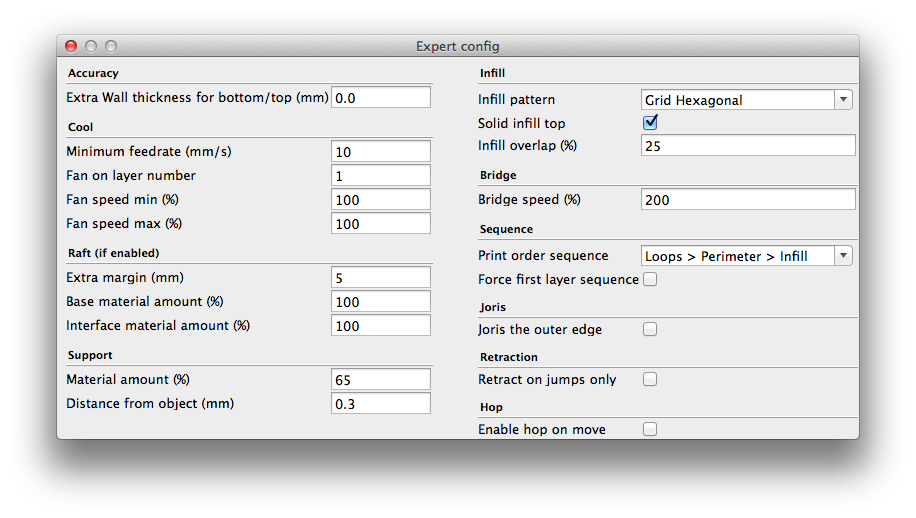 Expert config
Accuracy
Extra Wall thickness for bottom/top (mm) 0.0
Cool
Minimum feedrate (mm/s) 10
Fan on layer number 1
Fan speed min (%) 100
Fan speed max (%) 100
Raft (if enabled)
Extra margin (mm) 5
Base material amount (%) 100
Interface material amount (%) 100
Support
Material amount (%) 65
Distance from object (mm) 0.3
Infill
Infill pattern Grid Hexagonal
Solid infill top
Infill overlap (%) 25
Bridge
Bridge speed (%) 200
Sequence
Print order sequence Loops > Perimeter > Infill
Force first layer sequence
Joris
Joris the outer edge
Retraction
Retract on jumps only
Hop
Enable hop on move